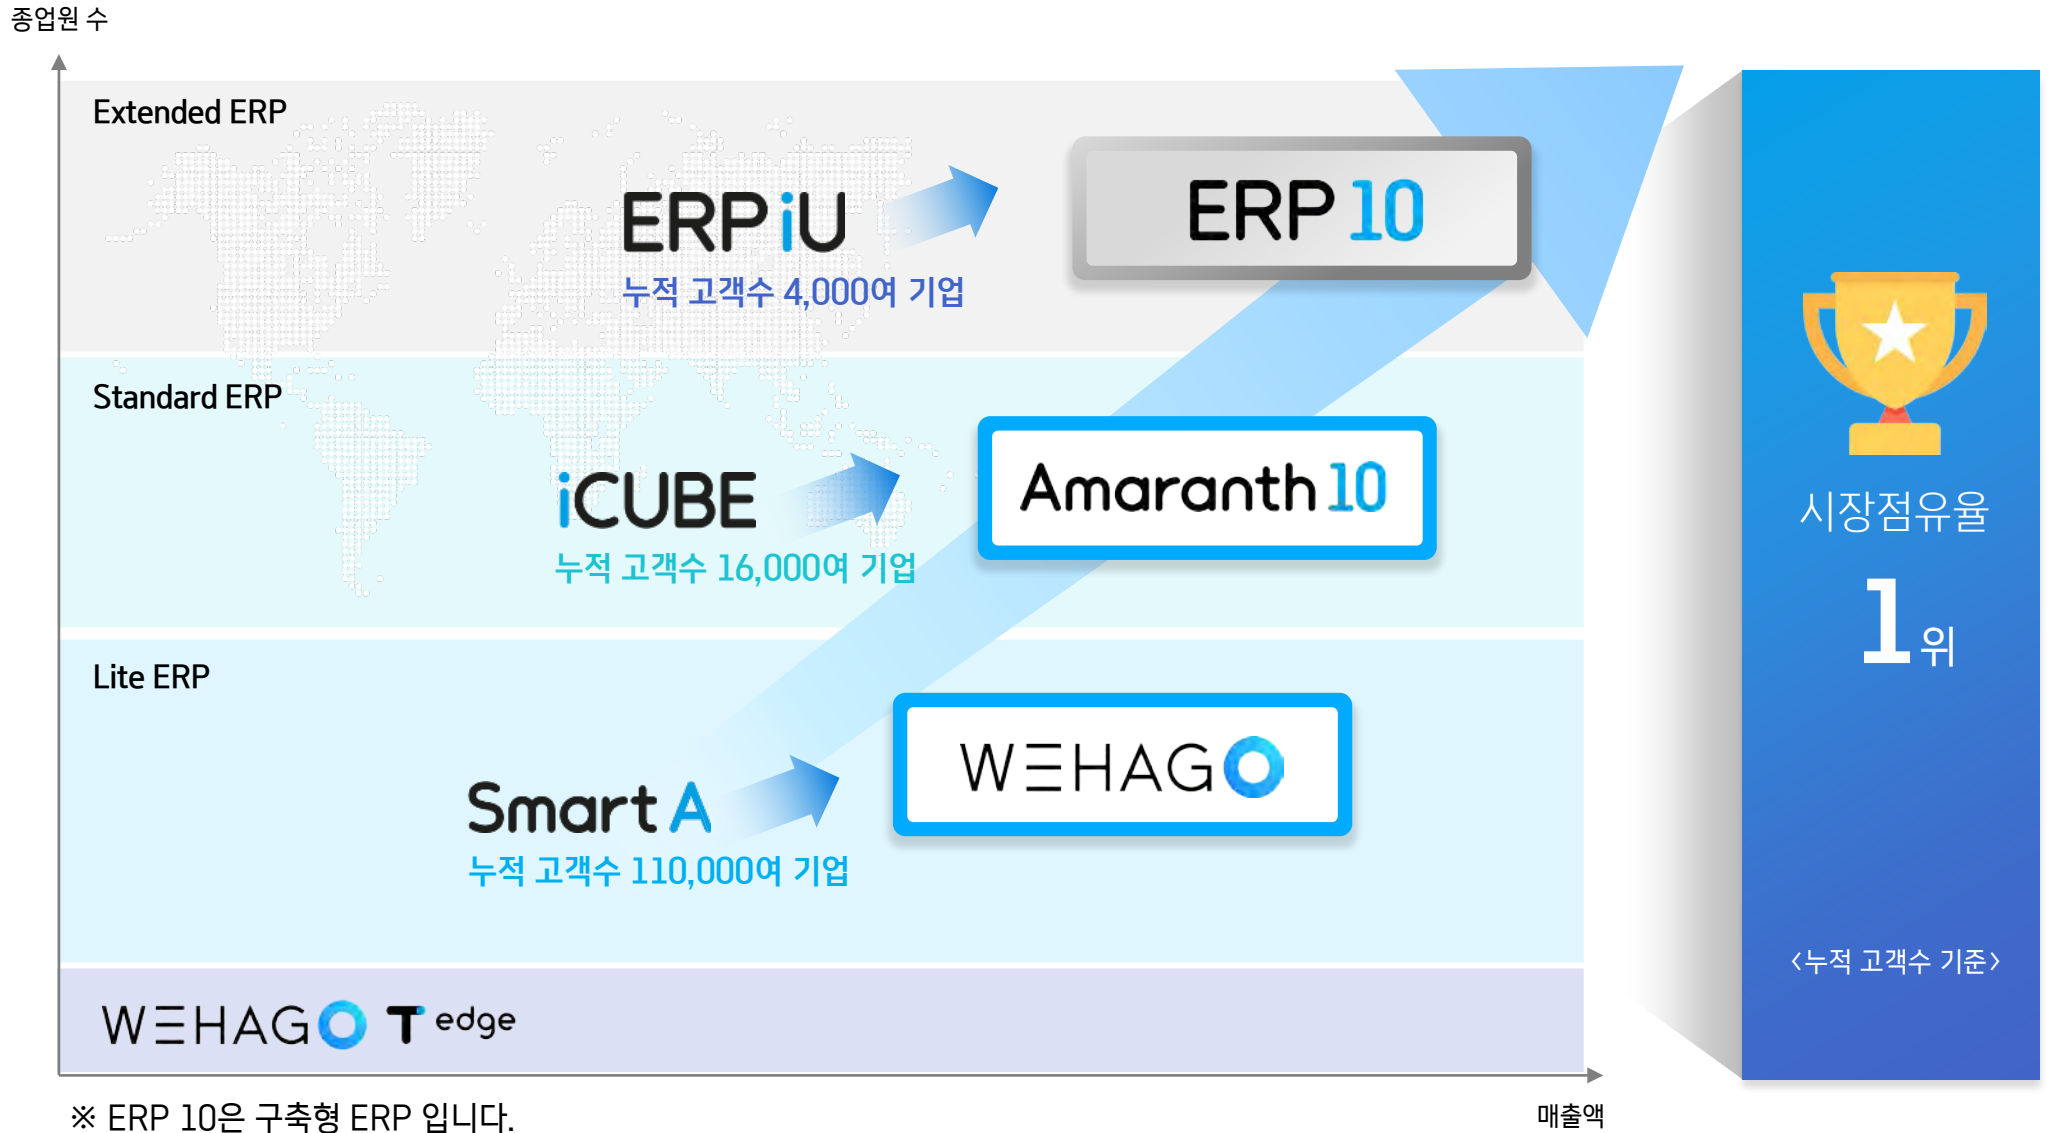 종업원 수
Extended ERP
ERP iU
누적 고객수 4,000여 기업
ERP 10
Standard ERP
iCUBE
누적 고객수 16,000여 기업
Amaranth 10
Lite ERP
Smart A
누적 고객수 110,000여 기업
WEHAGO
WEHAGO T edge
매출액
※ ERP 10은 구축형 ERP 입니다.
시장점유율
1위
<누적 고객수 기준>